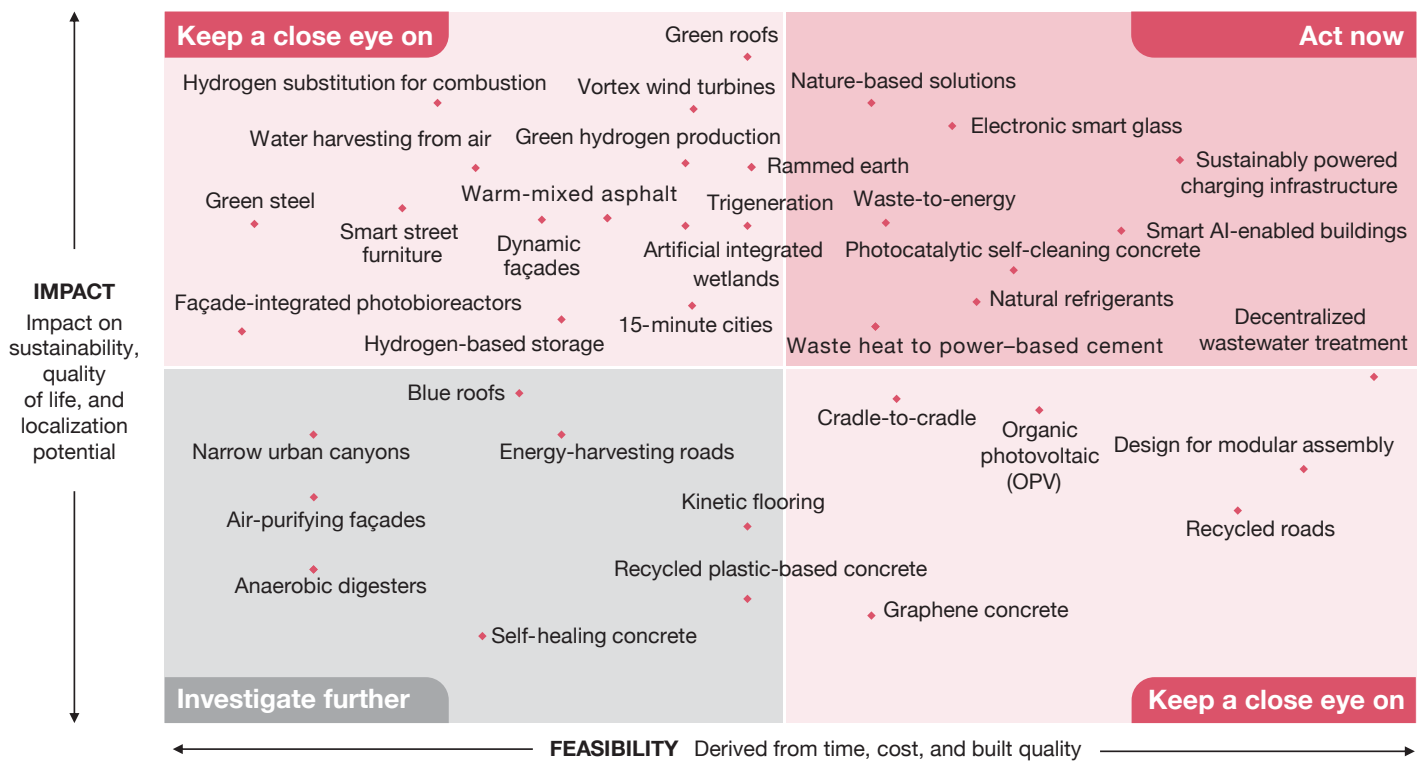 Keep a close eye on
Act now
Green roofs
Hydrogen substitution for combustion
Vortex wind turbines
Nature-based solutions
Electronic smart glass
Water harvesting from air
Green hydrogen production
Rammed earth
Sustainably powered
charging infrastructure
Green steel
Warm-mixed asphalt
Trigeneration
Waste-to-energy
Smart street
furniture
Dynamic
façades
Artificial integrated
wetlands
Photocatalytic self-cleaning concrete
Smart AI-enabled buildings
Façade-integrated photobioreactors
Hydrogen-based storage
15-minute cities
Natural refrigerants
Waste heat to power–based cement
Decentralized
wastewater treatment
IMPACT
Impact on
sustainability,
quality
of life, and
localization
potential
Blue roofs
Cradle-to-cradle
Organic
photovoltaic
(OPV)
Design for modular assembly
Narrow urban canyons
Energy-harvesting roads
Kinetic flooring
Recycled roads
Air-purifying façades
Anaerobic digesters
Recycled plastic-based concrete
Graphene concrete
Self-healing concrete
Investigate further
Keep a close eye on
FEASIBILITY Derived from time, cost, and built quality